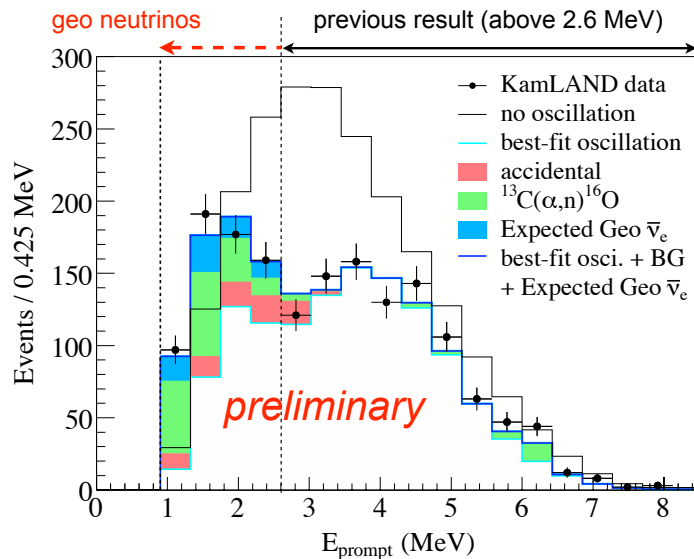 geo neutrinos
previous result (above 2.6 MeV)
300
250
200
150
100
50
0
Events / 0.425 MeV
KamLAND data
no oscillation
best-fit oscillation
accidental
¹³C(α,n)¹⁶O
Expected Geo ν̅ₑ
best-fit osci. + BG
+ Expected Geo ν̅ₑ
preliminary
0 1 2 3 4 5 6 7 8
E_prompt (MeV)